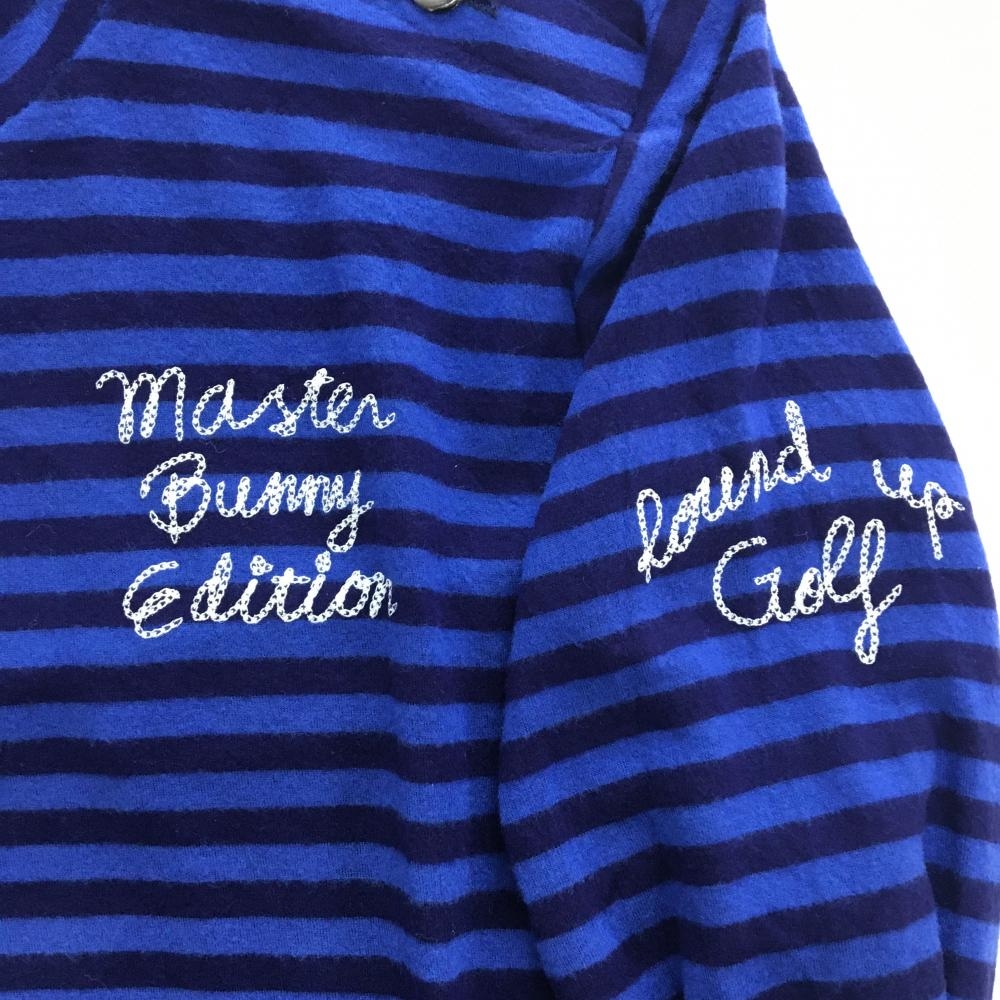 Master
Bunny
Edition
Round up
Golf